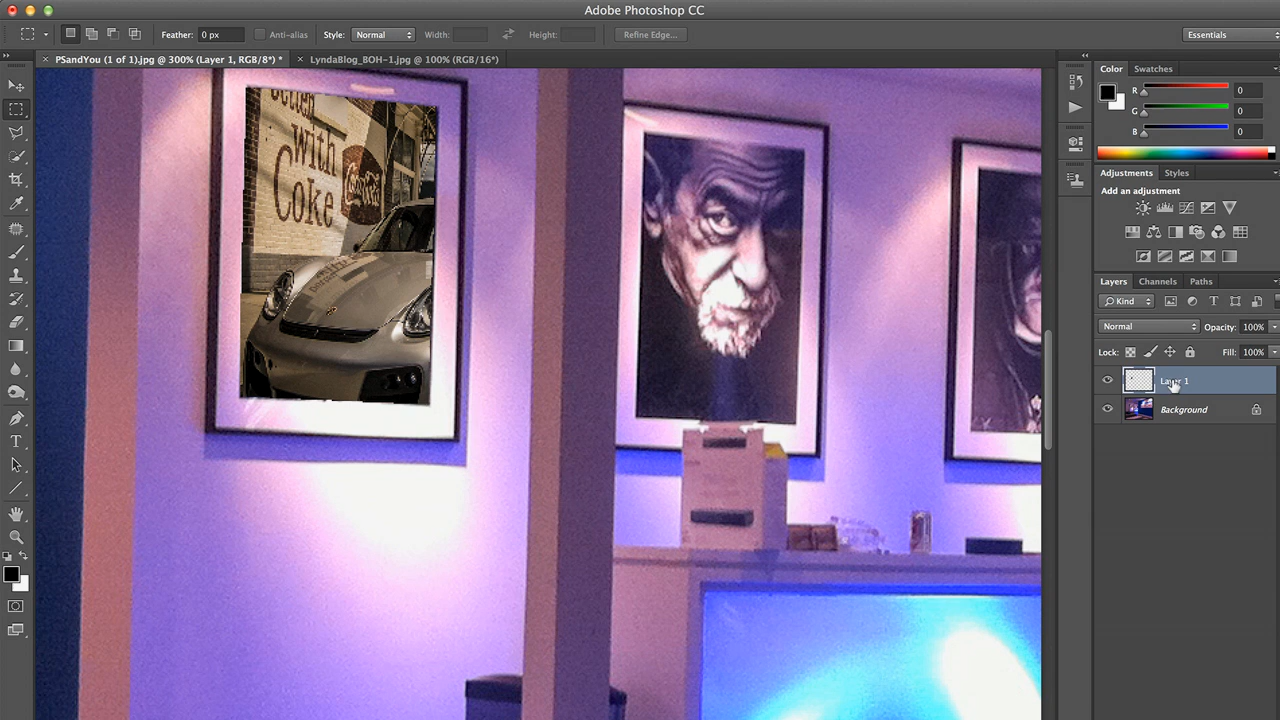 Adobe Photoshop CC
Feather: 0 px Anti-alias Style: Normal Width: Height: Refine Edge... Essentials
× PSandYou (1 of 1).jpg @ 300% (Layer 1, RGB/8*) * × LyndaBlog_BOH-1.jpg @ 100% (RGB/16*)
Color Swatches
R 0
G 0
B 0
Adjustments Styles
Add an adjustment
Layers Channels Paths
Kind
Normal Opacity: 100%
Lock: Fill: 100%
Layer 1
Background
with
Coke
Coca-Cola